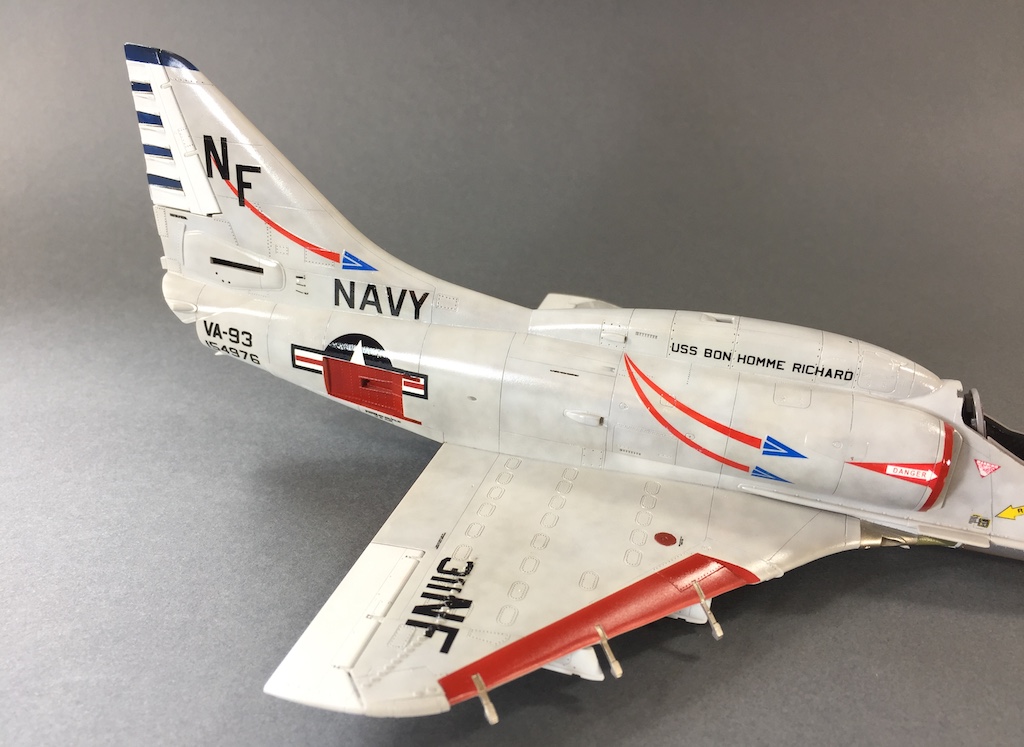 NF
NAVY
VA-93
154976
USS BON HOMME RICHARD
DANGER
311NF